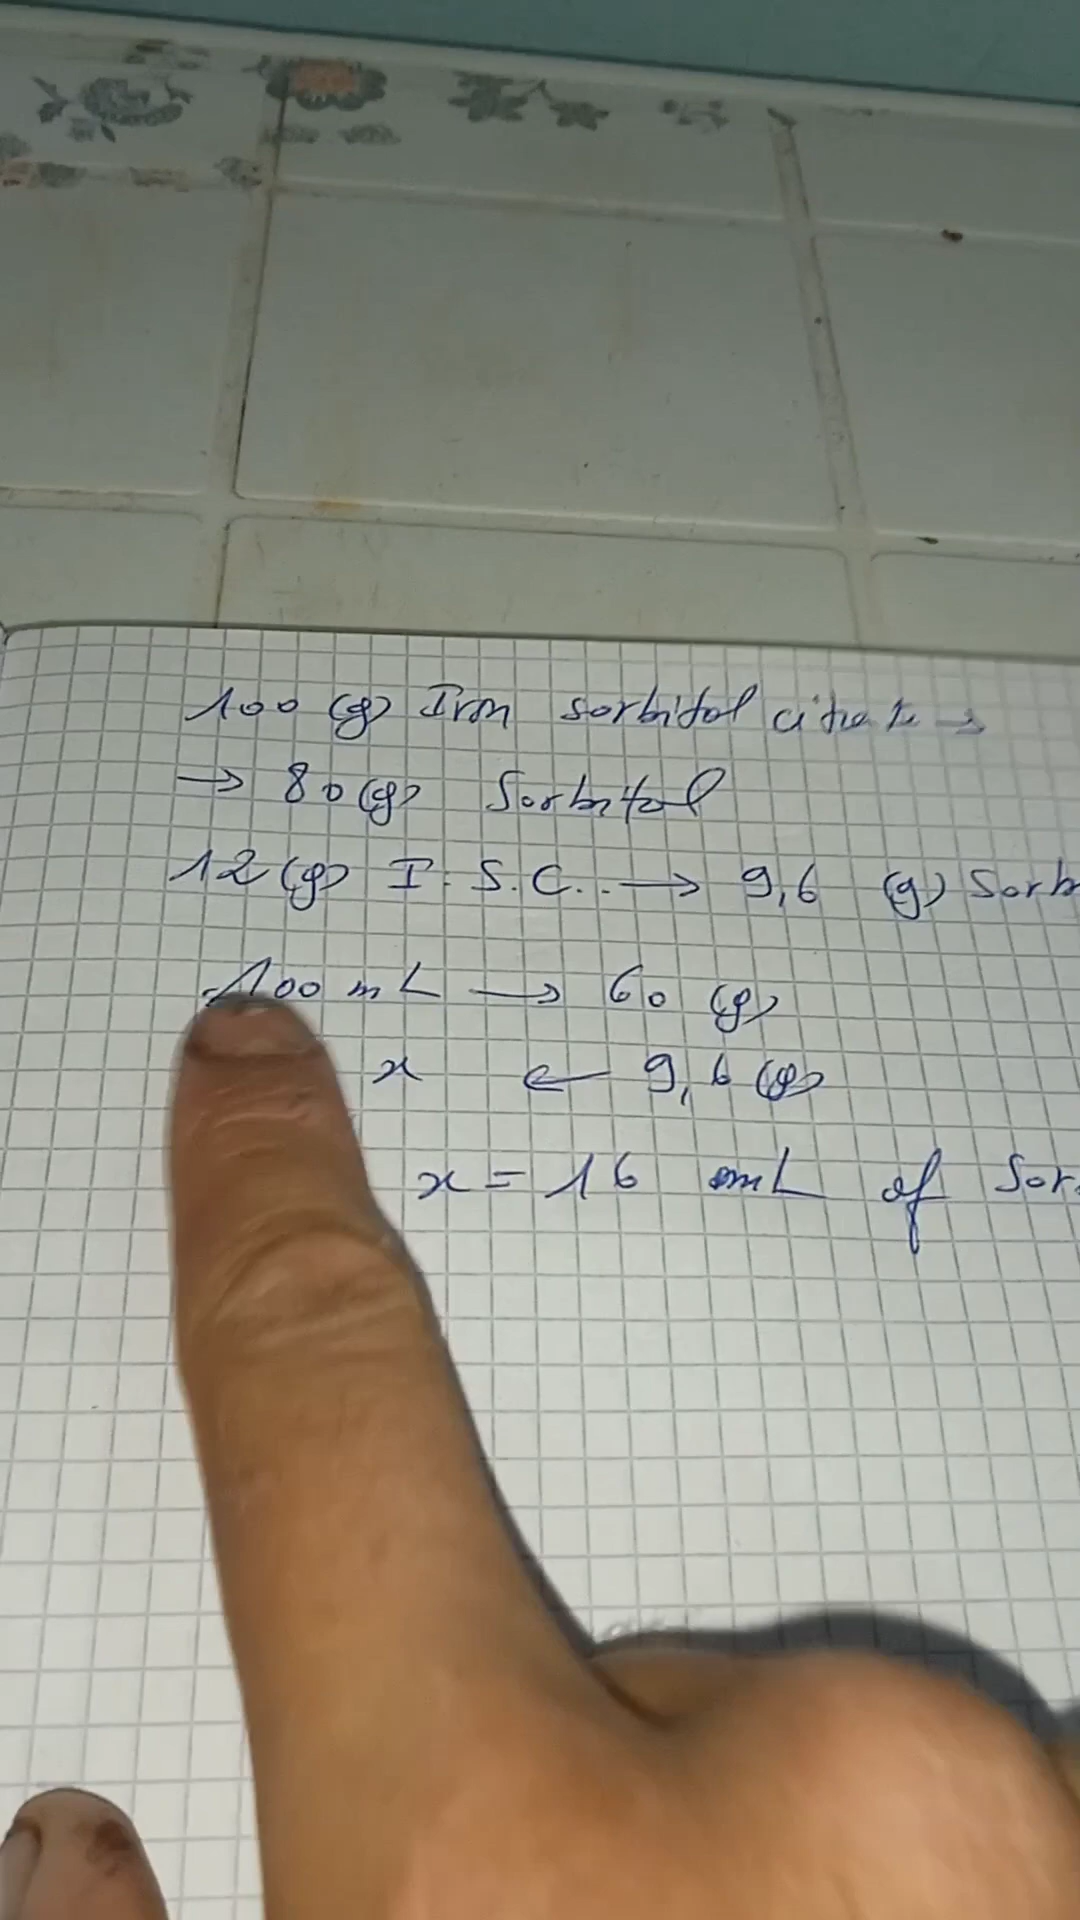 100 (g) Iron sorbitol citrate →
→ 80 (g) Sorbitol
12 (g) I. S. C. . → 9,6 (g) Sorb
100 mL → 60 (g)
x ← 9,6 (g)
x = 16 mL of Sor